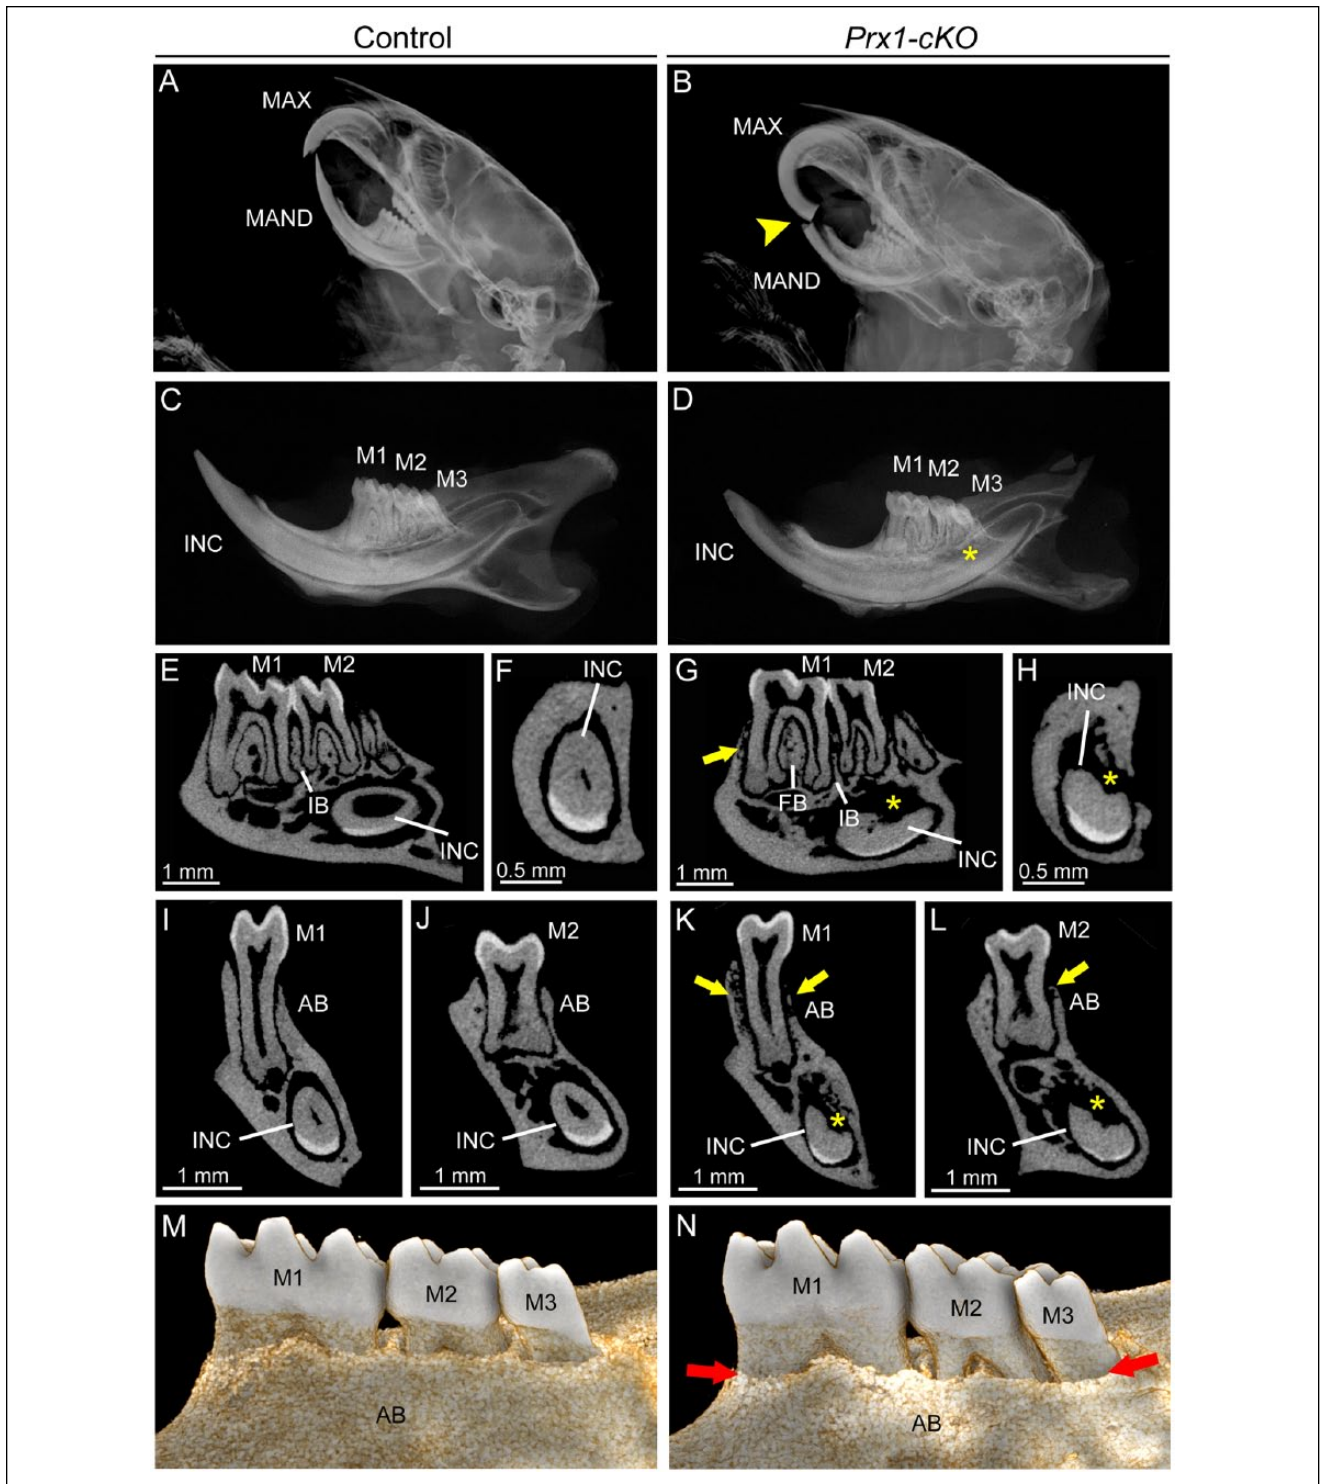 Control
Prx1-cKO
A
MAX
MAND
B
MAX
MAND
C
M1
M2
M3
INC
D
M1
M2
M3
INC
*
E
M1
M2
IB
INC
1 mm
F
INC
0.5 mm
G
M1
M2
FB
IB
*
INC
1 mm
H
INC
*
0.5 mm
I
M1
AB
INC
1 mm
J
M2
AB
INC
1 mm
K
M1
AB
*
INC
1 mm
L
M2
AB
*
INC
1 mm
M
M1
M2
M3
AB
N
M1
M2
M3
AB